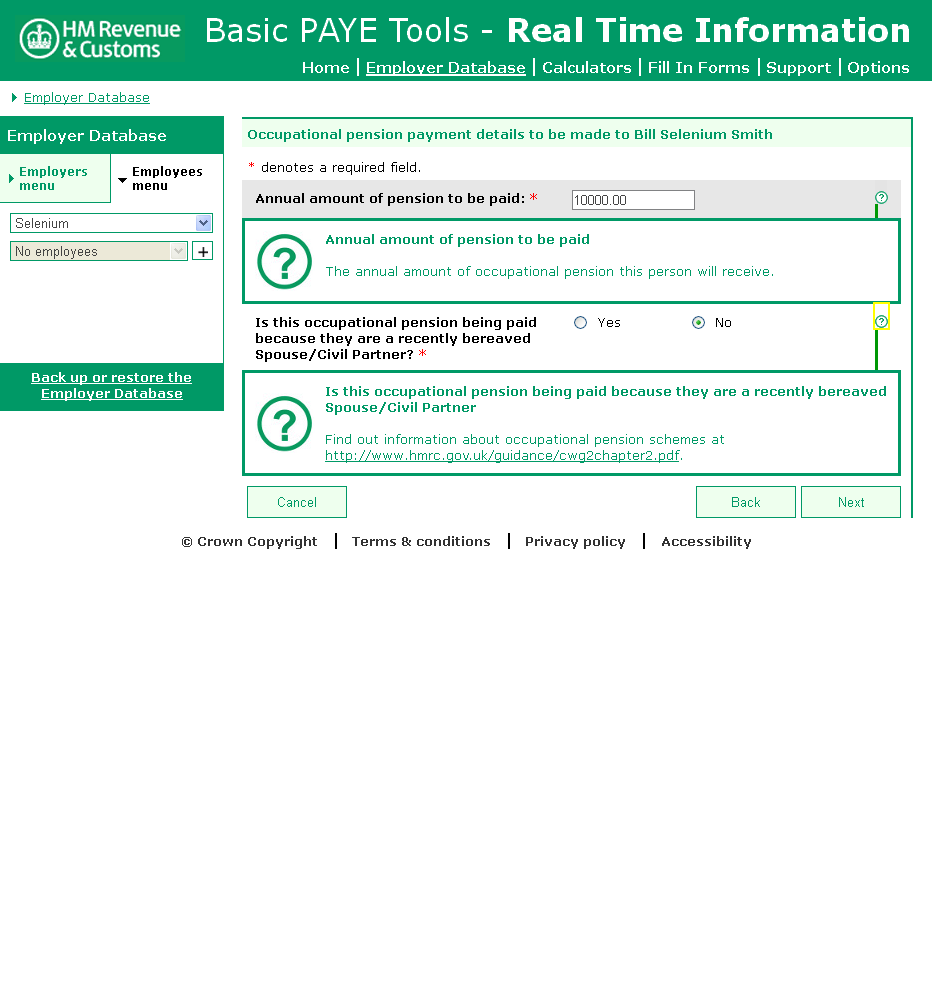 HM Revenue & Customs
Basic PAYE Tools - Real Time Information
Home | Employer Database | Calculators | Fill In Forms | Support | Options
Employer Database
Employer Database
Employers menu
Employees menu
Selenium
No employees
+
Back up or restore the
Employer Database
Occupational pension payment details to be made to Bill Selenium Smith
* denotes a required field.
Annual amount of pension to be paid: * 10000.00 ?
?
Annual amount of pension to be paid
The annual amount of occupational pension this person will receive.
Is this occupational pension being paid
because they are a recently bereaved
Spouse/Civil Partner? *
Yes No ?
?
Is this occupational pension being paid because they are a recently bereaved
Spouse/Civil Partner
Find out information about occupational pension schemes at
http://www.hmrc.gov.uk/guidance/cwg2chapter2.pdf.
Cancel Back Next
© Crown Copyright | Terms & conditions | Privacy policy | Accessibility